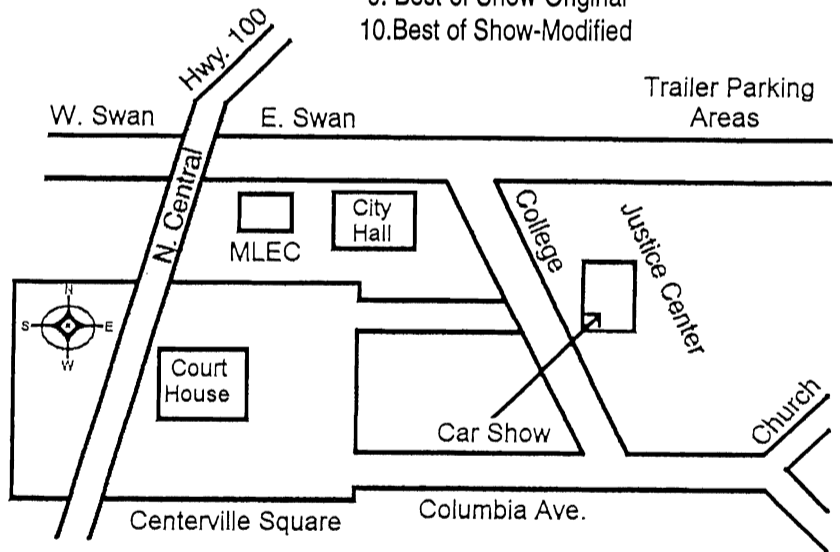 10.Best of Show-Modified
Hwy. 100
Trailer Parking
Areas
W. Swan
E. Swan
N. Central
MLEC
City
Hall
College
Justice Center
N
S
E
W
Court
House
Car Show
Church
Centerville Square
Columbia Ave.